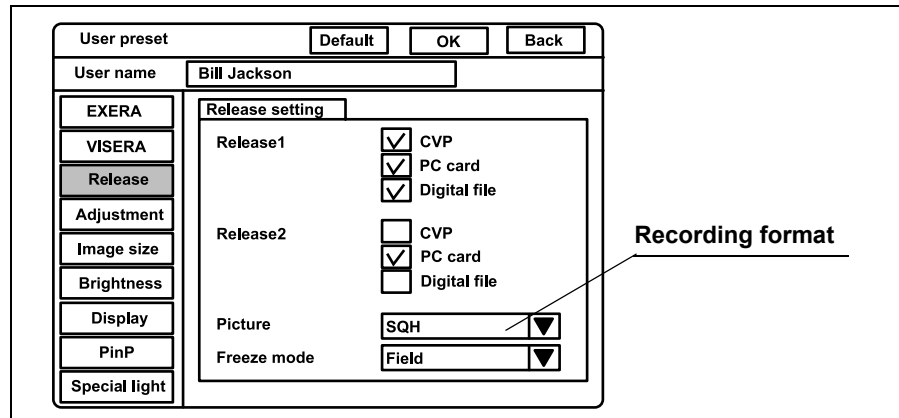 User preset Default OK Back
User name Bill Jackson
EXERA
VISERA
Release
Adjustment
Image size
Brightness
Display
PinP
Special light
Release setting
Release1 CVP
PC card
Digital file
Release2 CVP
PC card
Digital file
Picture SQH
Freeze mode Field
Recording format